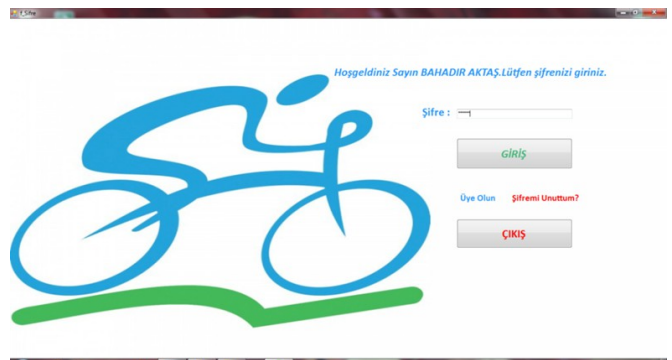 Hoşgeldiniz Sayın BAHADIR AKTAŞ.Lütfen şifrenizi giriniz.
Şifre :
GİRİŞ
Üye Olun Şifremi Unuttum?
ÇIKIŞ